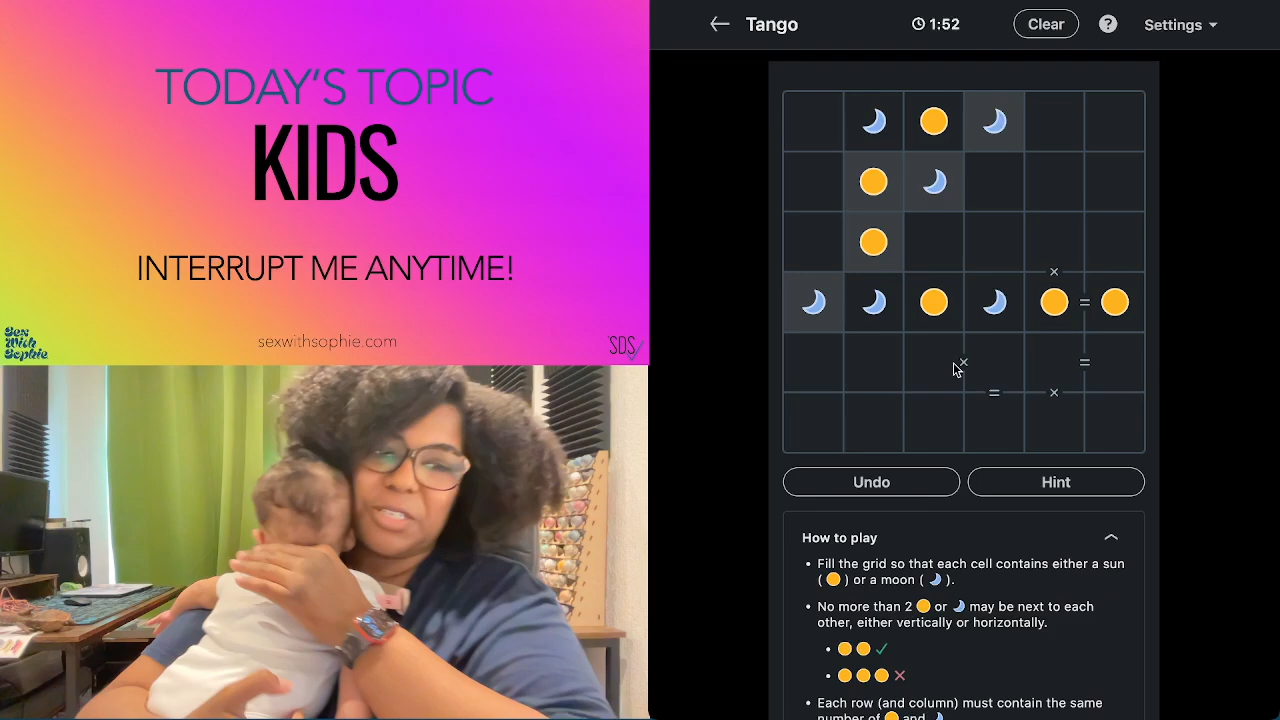 TODAY'S TOPIC
KIDS
INTERRUPT ME ANYTIME!
Sex
With
Sophie
sexwithsophie.com
SDS
Tango
1:52
Clear
?
Settings
×
=
×
=
=
×
Undo
Hint
How to play
• Fill the grid so that each cell contains either a sun
( ) or a moon ( ).
• No more than 2 or may be next to each
other, either vertically or horizontally.
• Each row (and column) must contain the same
number of and